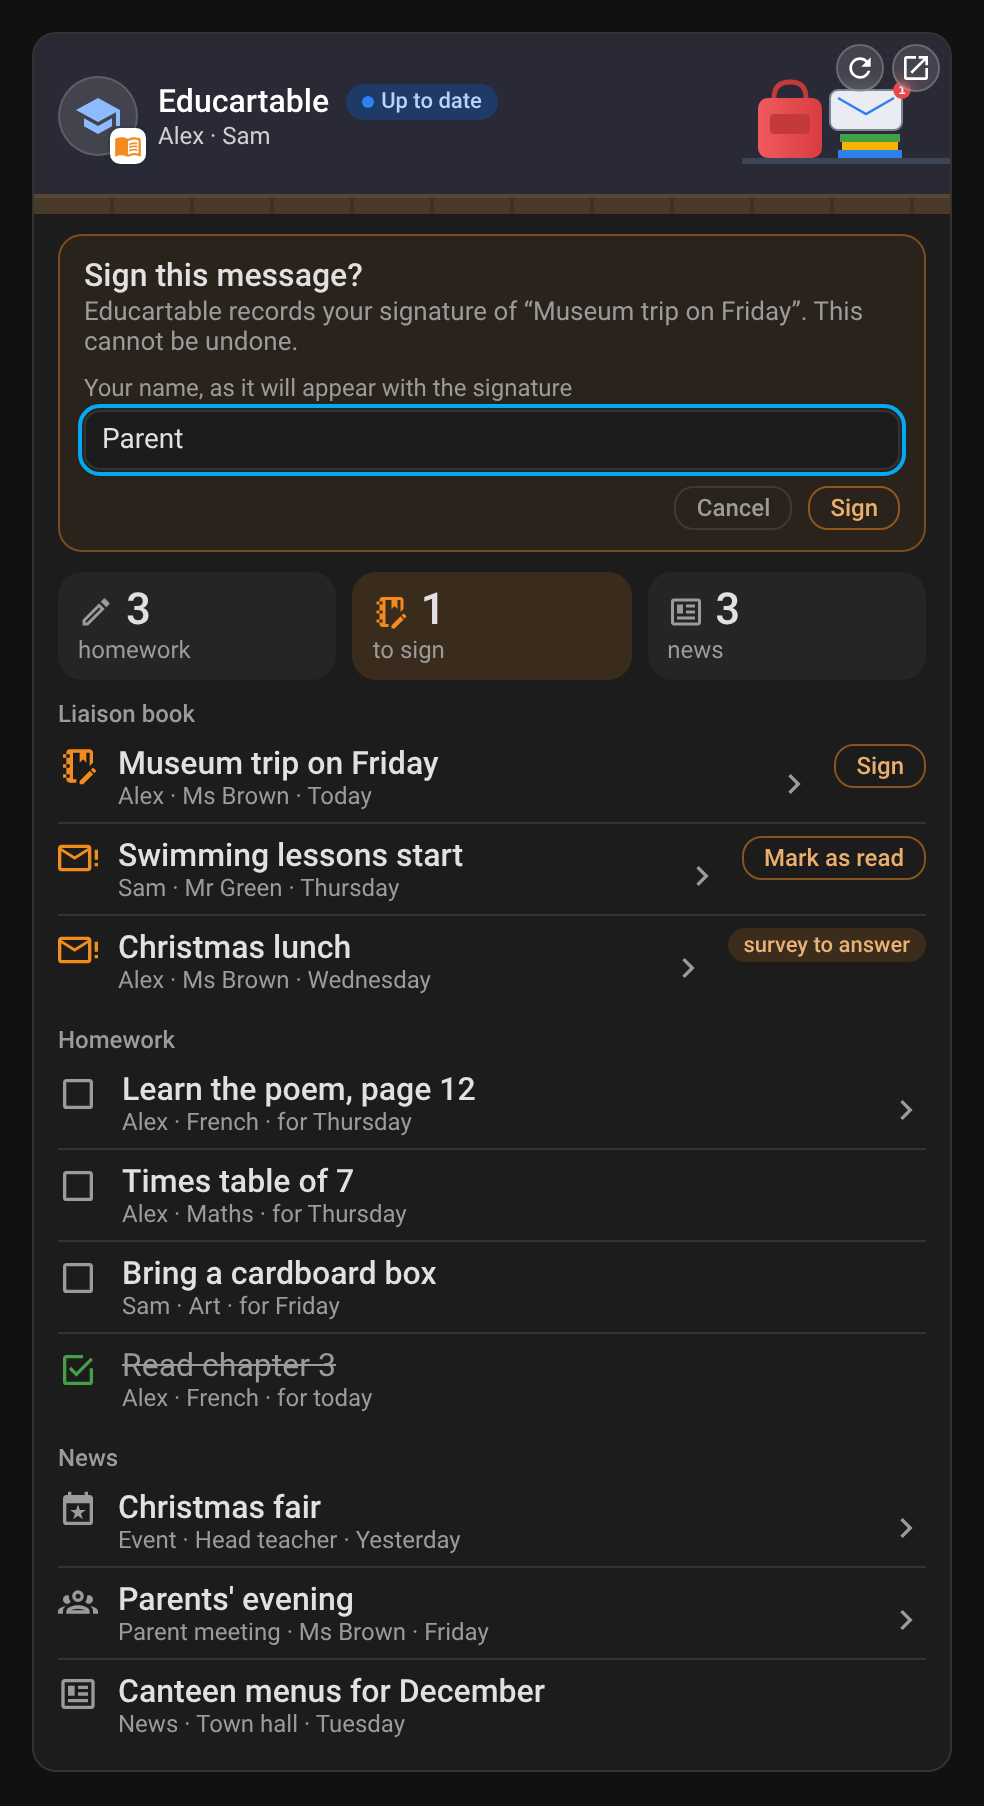 Educartable
Up to date
Alex · Sam
1
Sign this message?
Educartable records your signature of “Museum trip on Friday”. This
cannot be undone.
Your name, as it will appear with the signature
Parent
Cancel
Sign
3
homework
1
to sign
3
news
Liaison book
Museum trip on Friday
Alex · Ms Brown · Today
Sign
Swimming lessons start
Sam · Mr Green · Thursday
Mark as read
Christmas lunch
Alex · Ms Brown · Wednesday
survey to answer
Homework
Learn the poem, page 12
Alex · French · for Thursday
Times table of 7
Alex · Maths · for Thursday
Bring a cardboard box
Sam · Art · for Friday
Read chapter 3
Alex · French · for today
News
Christmas fair
Event · Head teacher · Yesterday
Parents' evening
Parent meeting · Ms Brown · Friday
Canteen menus for December
News · Town hall · Tuesday